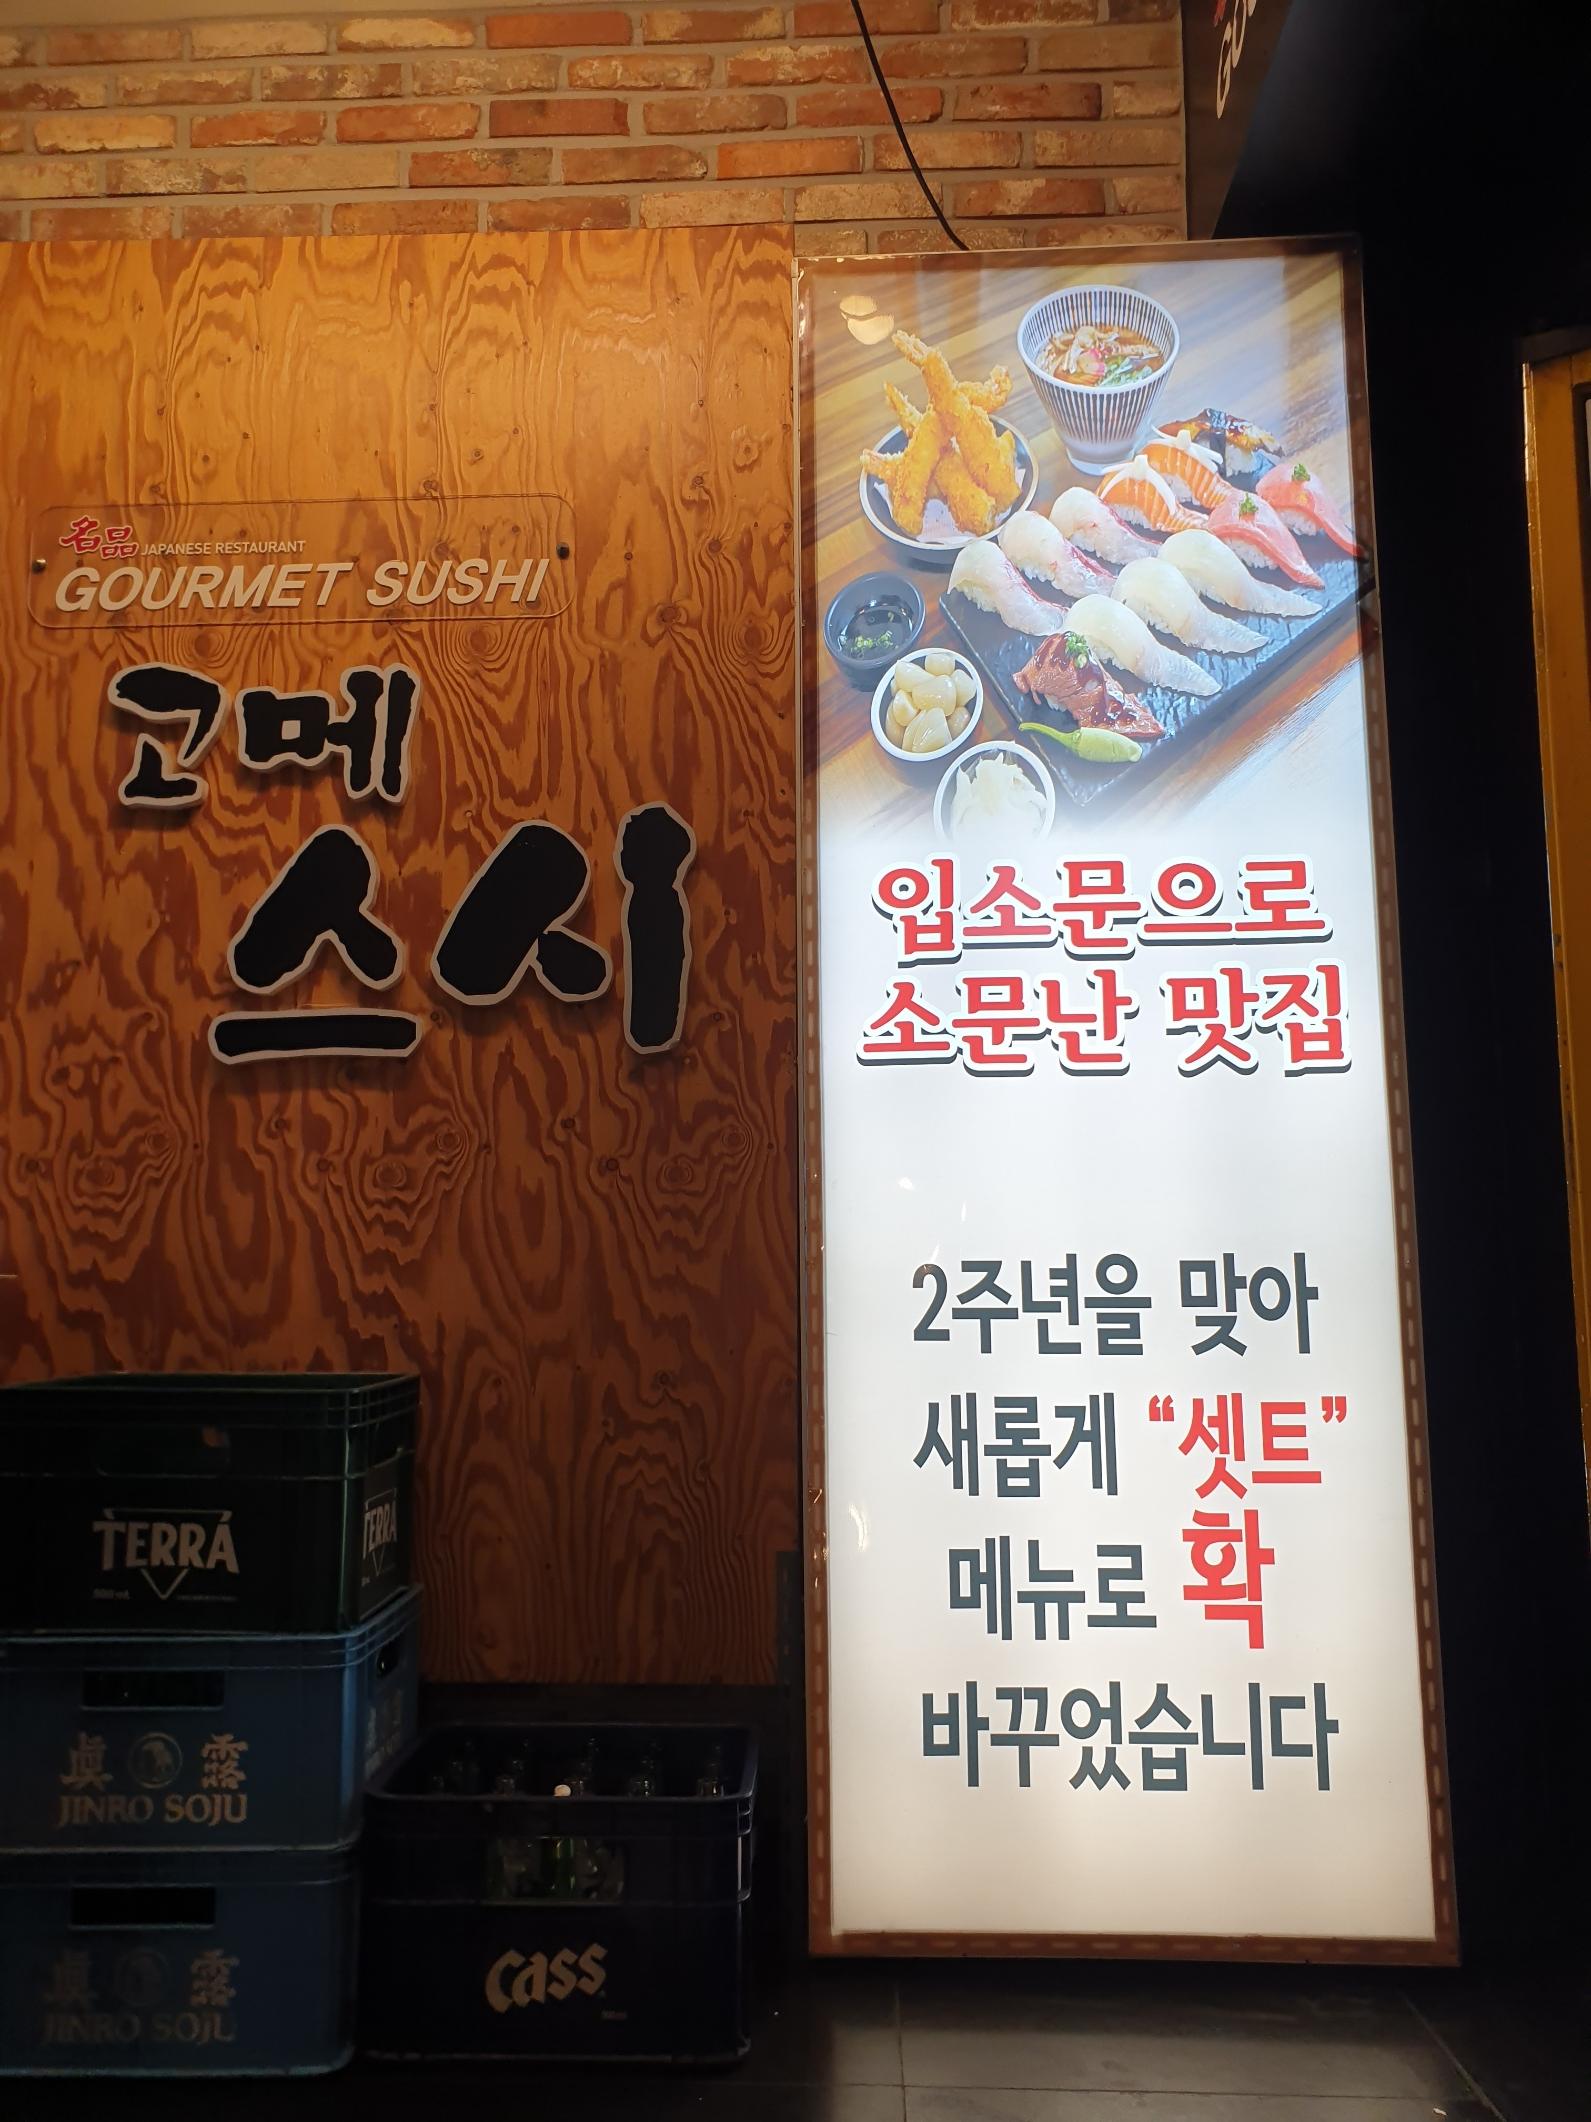 名品 JAPANESE RESTAURANT
GOURMET SUSHI
고메
스시
입소문으로
소문난 맛집
2주년을 맞아
새롭게 “셋트”
메뉴로 확
바꾸었습니다
TERRA
TERRA
眞露
JINRO SOJU
眞露
JINRO SOJU
Cass